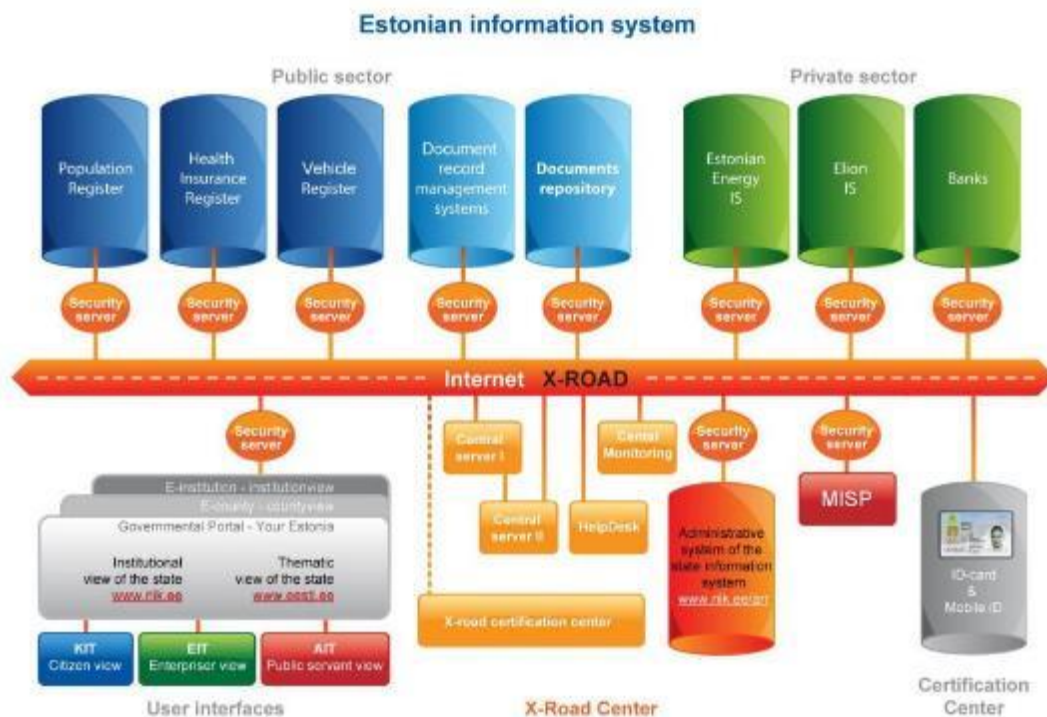 Estonian information system
Public sector
Private sector
Population
Register
Health
Insurance
Register
Vehicle
Register
Document
record
management
systems
Documents
repository
Estonian
Energy
IS
Elion
IS
Banks
Security
server
Security
server
Security
server
Security
server
Security
server
Security
server
Security
server
Security
server
Internet X-ROAD
Security
server
Central
server I
Central
server II
HelpDesk
Cental
Monitoring
Security
server
Security
server
MISP
E-institution - institutionview
E-county - countyview
Governmental Portal - Your Estonia
Institutional
view of the state
www.riik.ee
Thematic
view of the state
www.eesti.ee
KIT
Citizen view
EIT
Enterpriser view
AIT
Public servant view
User interfaces
X-road certification center
Administrative
system of the
state information
system
X-Road Center
ID-card
&
Mobile ID
Certification
Center